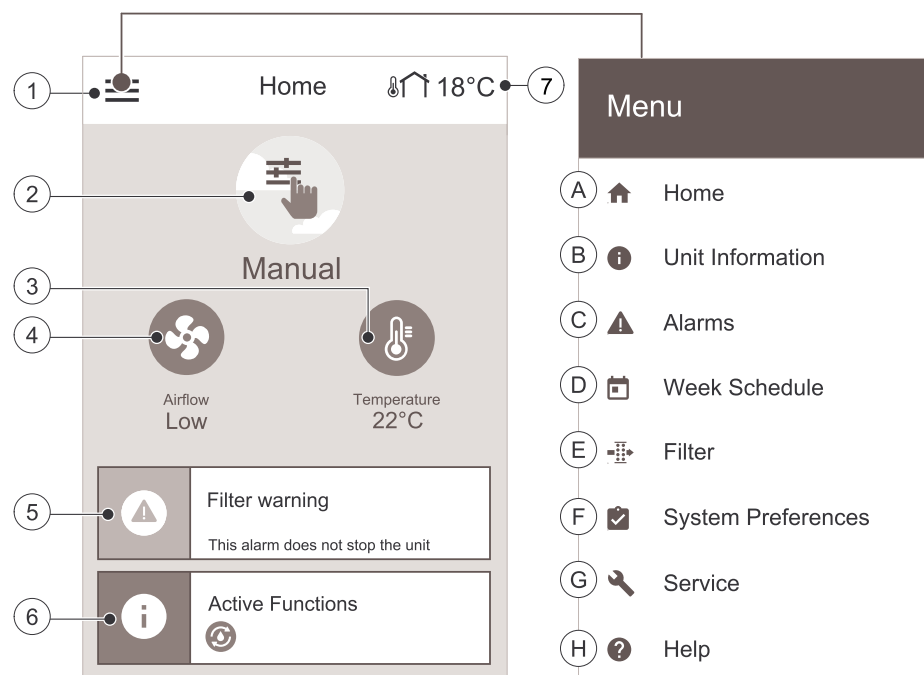 1
Home
18°C
7
2
Manual
3
4
Airflow
Low
Temperature
22°C
5
Filter warning
This alarm does not stop the unit
6
Active Functions
Menu
A
Home
B
Unit Information
C
Alarms
D
Week Schedule
E
Filter
F
System Preferences
G
Service
H
Help